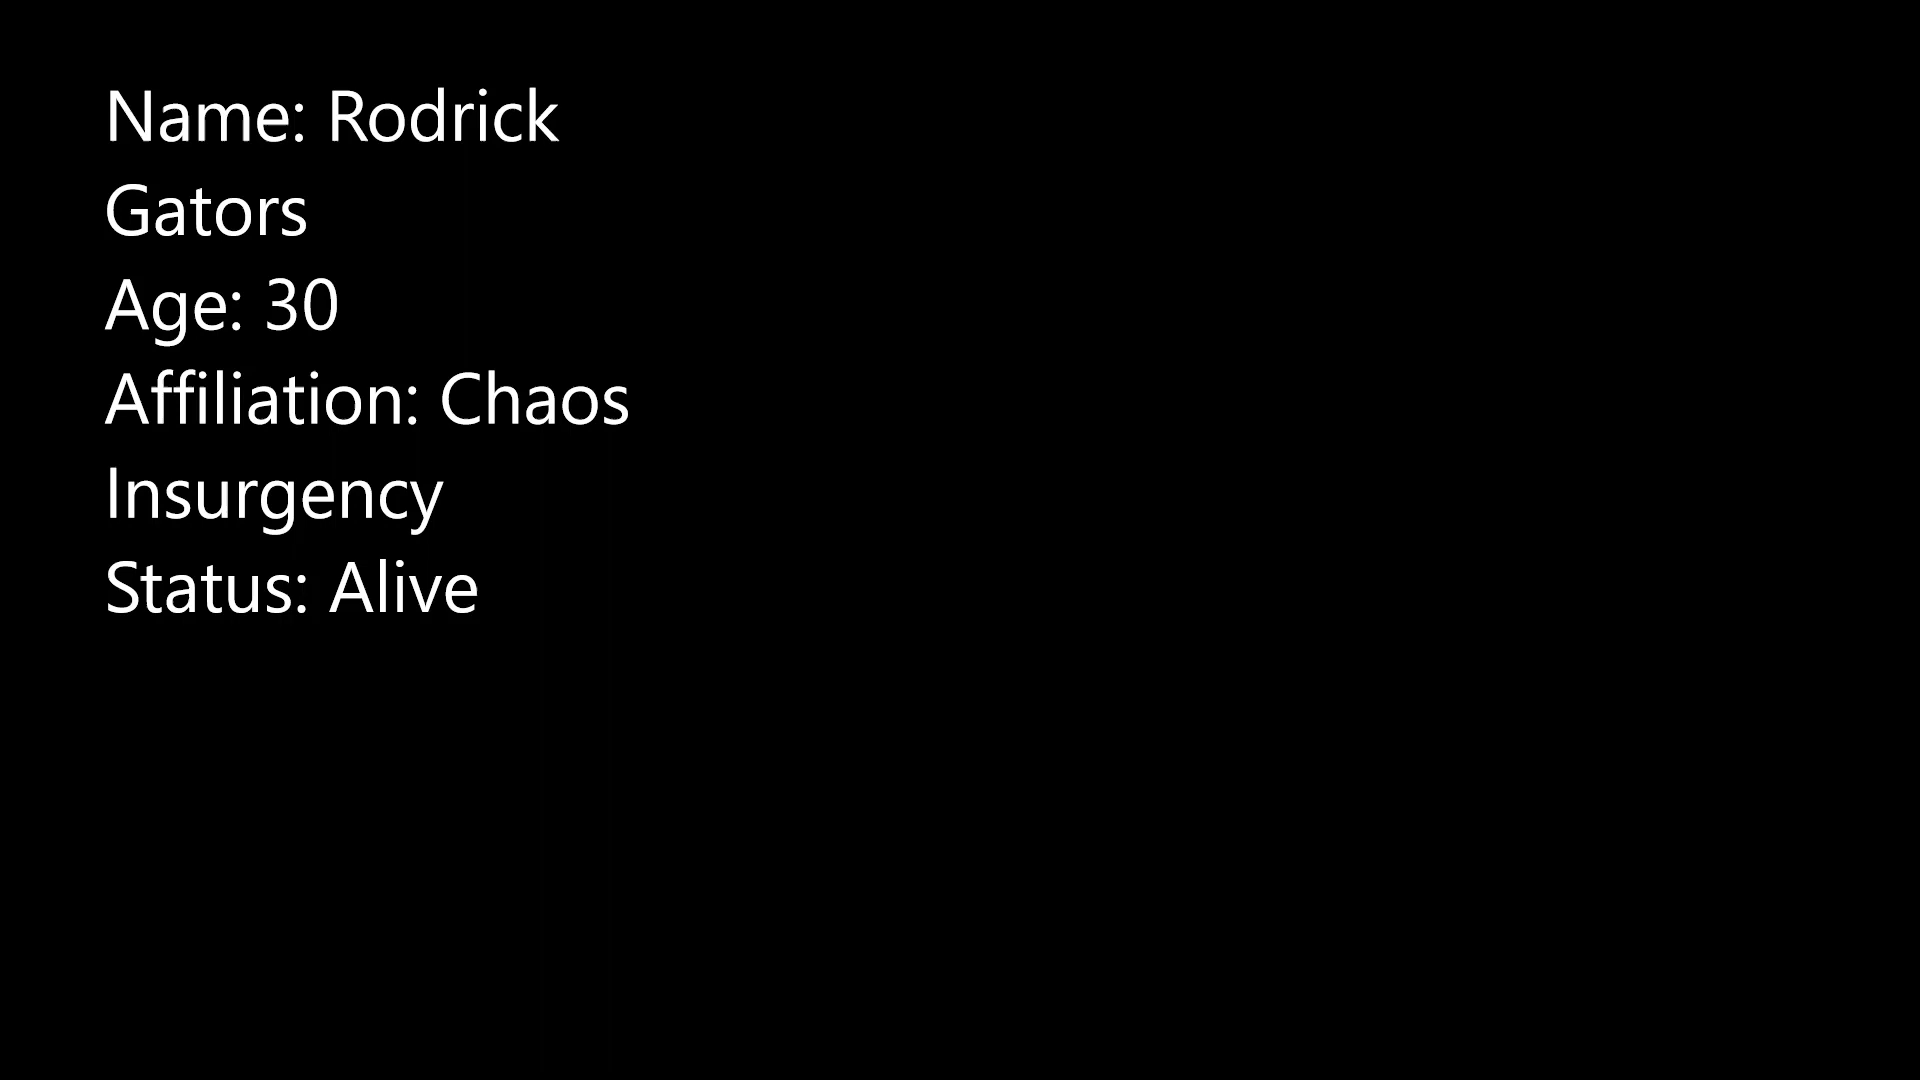 Name: Rodrick
Gators
Age: 30
Affiliation: Chaos
Insurgency
Status: Alive